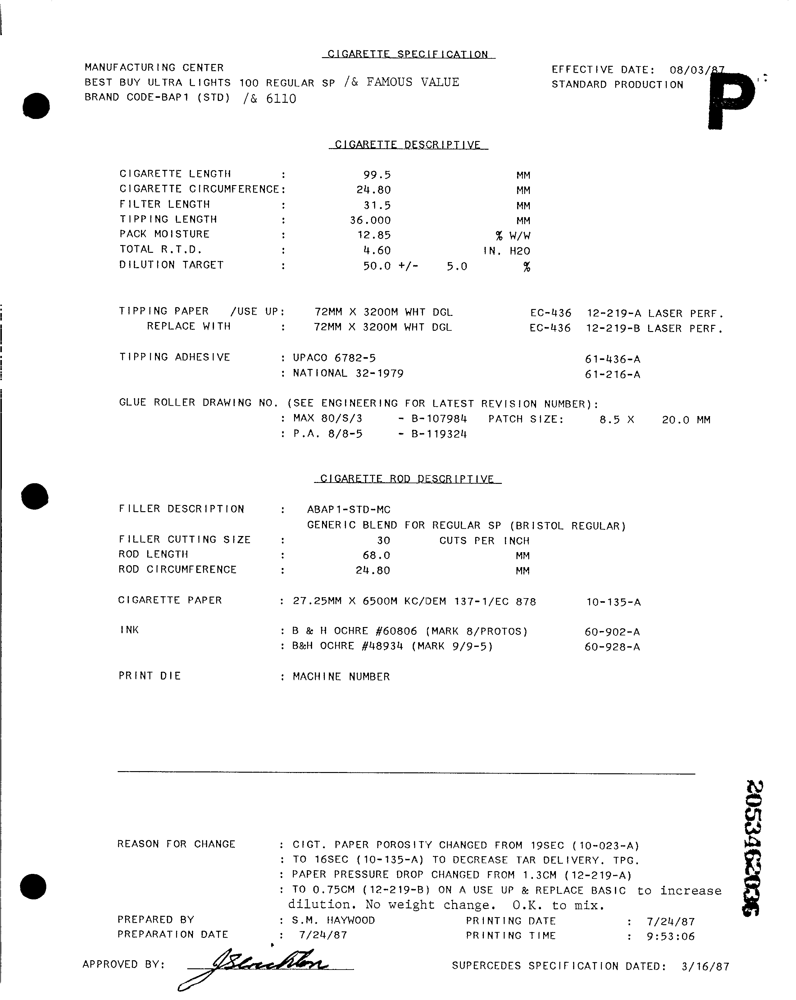 CIGARETTE SPECIFICATION
MANUFACTURING CENTER EFFECTIVE DATE: 08/03/87
BEST BUY ULTRA LIGHTS 100 REGULAR SP /& FAMOUS VALUE STANDARD PRODUCTION P
BRAND CODE-BAP1 (STD) /& 6110
CIGARETTE DESCRIPTIVE
CIGARETTE LENGTH : 99.5 MM
CIGARETTE CIRCUMFERENCE: 24.80 MM
FILTER LENGTH : 31.5 MM
TIPPING LENGTH : 36.000 MM
PACK MOISTURE : 12.85 % W/W
TOTAL R.T.D. : 4.60 IN. H2O
DILUTION TARGET : 50.0 +/- 5.0 %
TIPPING PAPER /USE UP: 72MM X 3200M WHT DGL EC-436 12-219-A LASER PERF.
REPLACE WITH : 72MM X 3200M WHT DGL EC-436 12-219-B LASER PERF.
TIPPING ADHESIVE : UPACO 6782-5 61-436-A
: NATIONAL 32-1979 61-216-A
GLUE ROLLER DRAWING NO. (SEE ENGINEERING FOR LATEST REVISION NUMBER):
: MAX 80/S/3 - B-107984 PATCH SIZE: 8.5 X 20.0 MM
: P.A. 8/8-5 - B-119324
CIGARETTE ROD DESCRIPTIVE
FILLER DESCRIPTION : ABAP1-STD-MC
GENERIC BLEND FOR REGULAR SP (BRISTOL REGULAR)
FILLER CUTTING SIZE : 30 CUTS PER INCH
ROD LENGTH : 68.0 MM
ROD CIRCUMFERENCE : 24.80 MM
CIGARETTE PAPER : 27.25MM X 6500M KC/DEM 137-1/EC 878 10-135-A
INK : B & H OCHRE #60806 (MARK 8/PROTOS) 60-902-A
: B&H OCHRE #48934 (MARK 9/9-5) 60-928-A
PRINT DIE : MACHINE NUMBER
REASON FOR CHANGE : CIGT. PAPER POROSITY CHANGED FROM 19SEC (10-023-A)
: TO 16SEC (10-135-A) TO DECREASE TAR DELIVERY. TPG.
: PAPER PRESSURE DROP CHANGED FROM 1.3CM (12-219-A)
: TO 0.75CM (12-219-B) ON A USE UP & REPLACE BASIC to increase
dilution. No weight change. O.K. to mix.
PREPARED BY : S.M. HAYWOOD PRINTING DATE : 7/24/87
PREPARATION DATE : 7/24/87 PRINTING TIME : 9:53:06
APPROVED BY: SUPERCEDES SPECIFICATION DATED: 3/16/87
2053462036